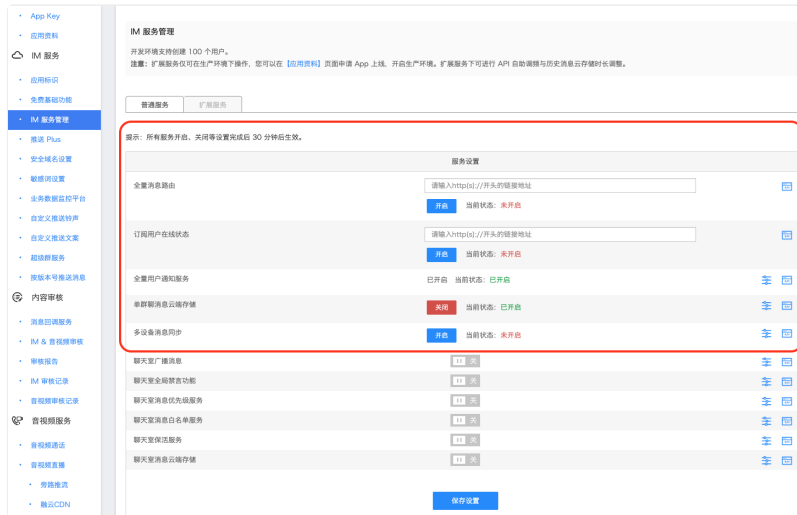 App Key
应用资料
IM 服务
应用标识
免费基础功能
IM 服务管理
推送 Plus
安全域名设置
敏感词设置
业务数据监控平台
自定义推送铃声
自定义推送文案
超级群服务
按版本号推送消息
内容审核
消息回调服务
IM & 音视频审核
审核报告
IM 审核记录
音视频审核记录
音视频服务
音视频通话
音视频直播
旁路推流
融云CDN
IM 服务管理
开发环境支持创建 100 个用户。
注意：扩展服务仅可在生产环境下操作，您可以在【应用资料】页面申请 App 上线，开启生产环境。扩展服务下可进行 API 自助调频与历史消息云存储时长调整。
普通服务 扩展服务
提示：所有服务开启、关闭等设置完成后 30 分钟后生效。
服务设置
全量消息路由 请输入http(s)://开头的链接地址
开启 当前状态：未开启
订阅用户在线状态 请输入http(s)://开头的链接地址
开启 当前状态：未开启
全量用户通知服务 已开启 当前状态：已开启
单群聊消息云端存储 关闭 当前状态：已开启
多设备消息同步 开启 当前状态：未开启
聊天室广播消息 关
聊天室全局禁言功能 关
聊天室消息优先级服务 关
聊天室消息白名单服务 关
聊天室保活服务 关
聊天室消息云端存储 关
保存设置